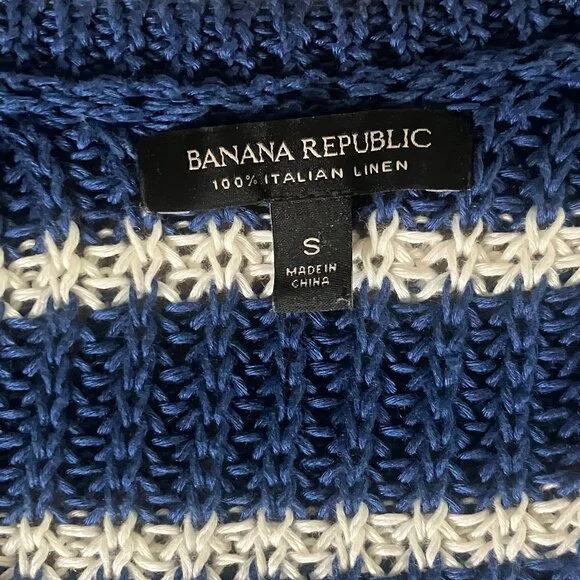 BANANA REPUBLIC
100% ITALIAN LINEN
S
MADE IN
CHINA